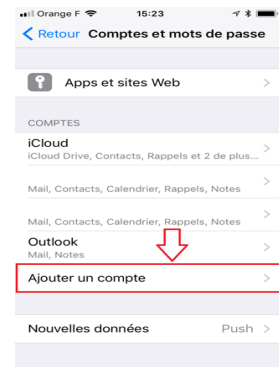 Orange F 15:23
Retour Comptes et mots de passe
Apps et sites Web
COMPTES
iCloud
iCloud Drive, Contacts, Rappels et 2 de plus...
Mail, Contacts, Calendrier, Rappels, Notes
Mail, Contacts, Calendrier, Rappels, Notes
Outlook
Mail, Notes
Ajouter un compte
Nouvelles données Push